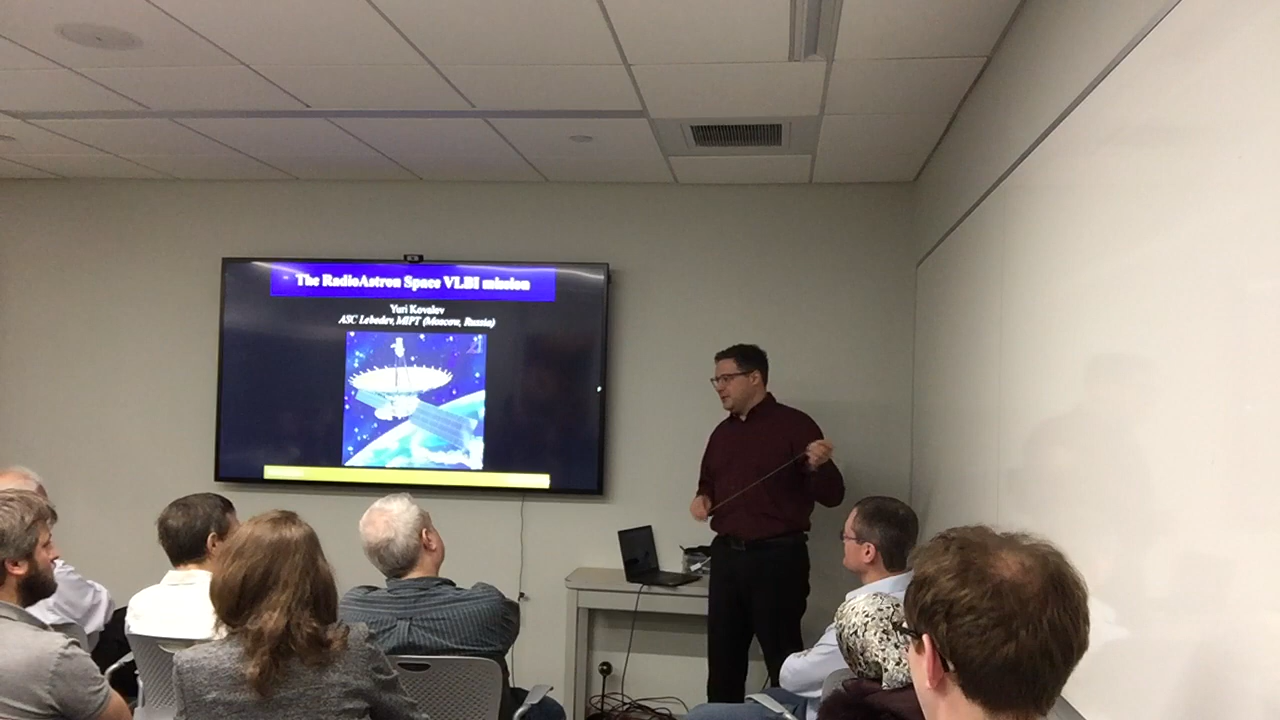 The RadioAstron Space VLBI mission
Yuri Kovalev
ASC Lebedev, MIPT (Moscow, Russia)